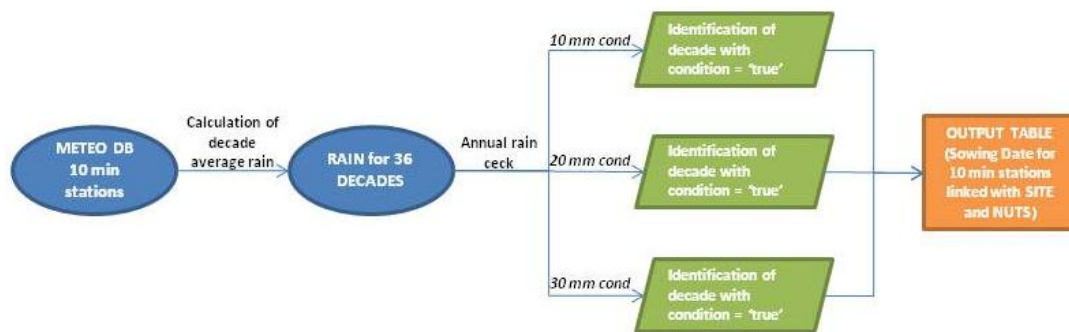 METEO DB
10 min
stations
Calculation of
decade
average rain
RAIN for 36
DECADES
Annual rain
ceck
10 mm cond
Identification of
decade with
condition = ‘true’
20 mm cond
Identification of
decade with
condition = ‘true’
30 mm cond
Identification of
decade with
condition = ‘true’
OUTPUT TABLE
(Sowing Date for
10 min stations
linked with SITE
and NUTS)